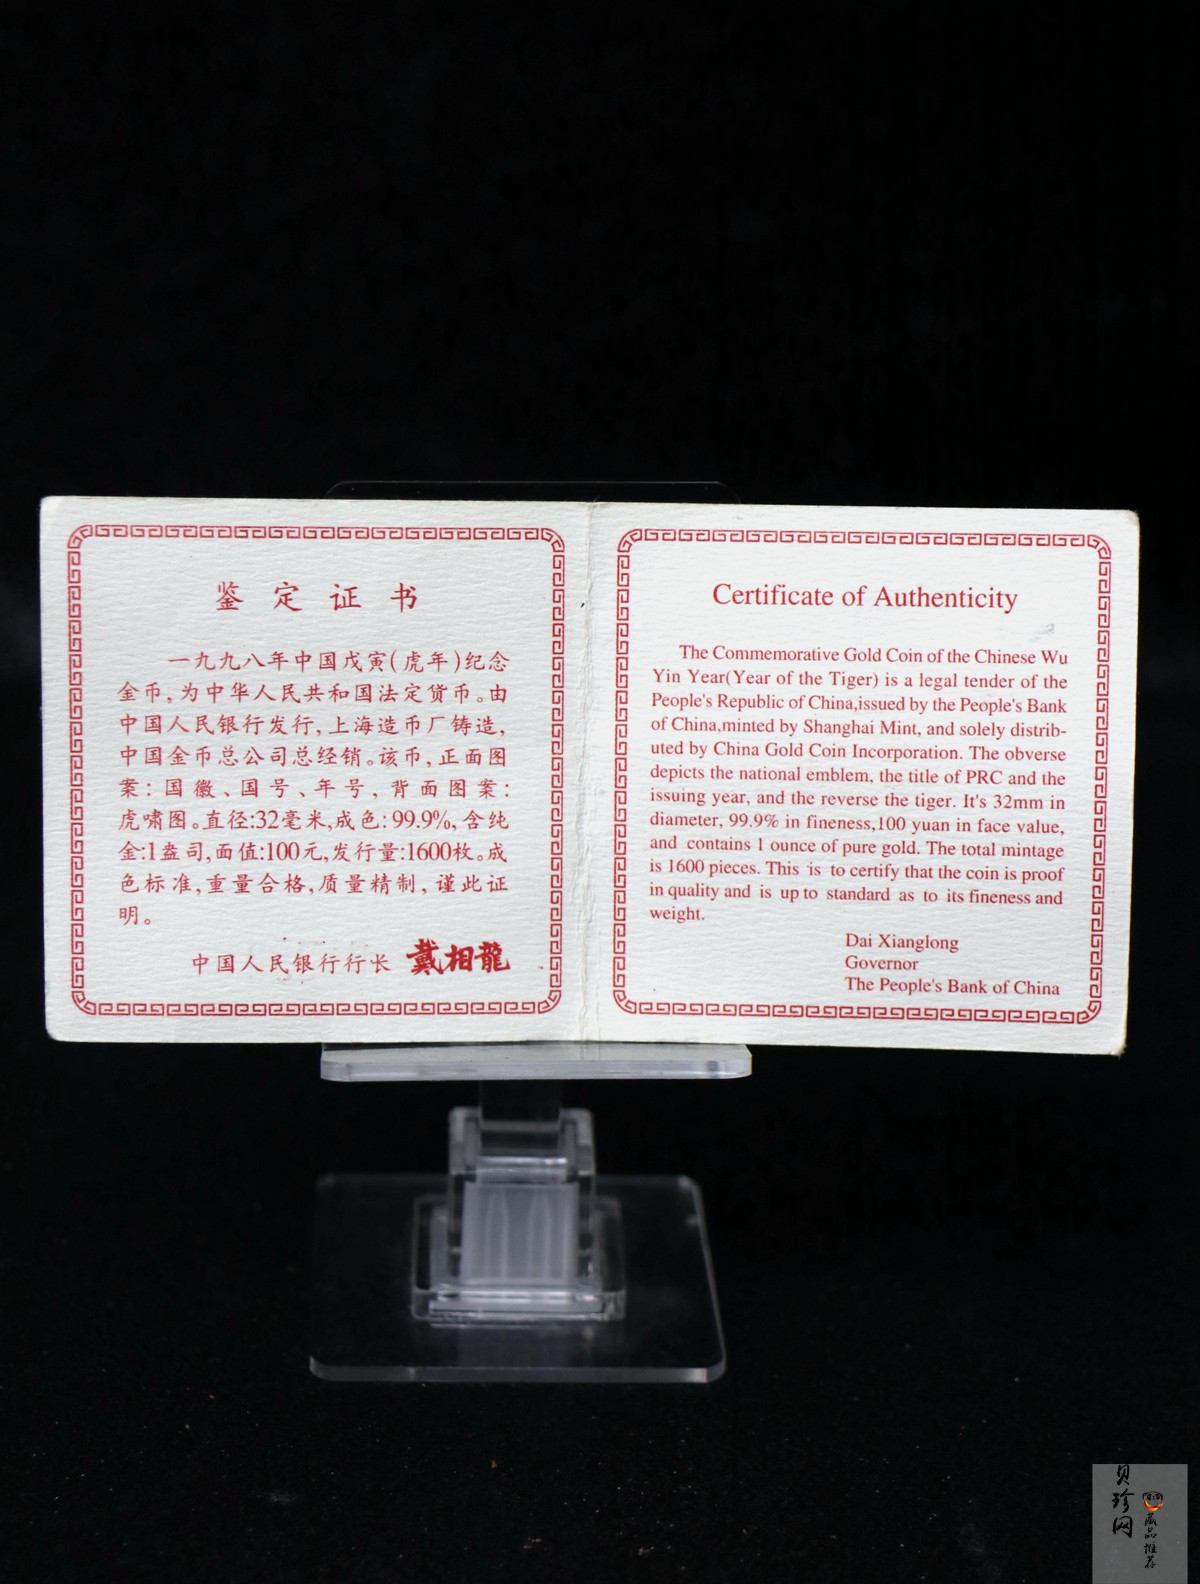 鉴定证书
一九九八年中国戊寅(虎年)纪念
金币,为中华人民共和国法定货币。由
中国人民银行发行,上海造币厂铸造,
中国金币总公司总经销。该币,正面图
案:国徽、国号、年号,背面图案:
虎啸图。直径:32毫米,成色:99.9%,含纯
金:1盎司,面值:100元,发行量:1600枚。成
色标准,重量合格,质量精制,谨此证
明。
中国人民银行行长 戴相龍
Certificate of Authenticity
The Commemorative Gold Coin of the Chinese Wu
Yin Year(Year of the Tiger) is a legal tender of the
People's Republic of China,issued by the People's Bank
of China,minted by Shanghai Mint, and solely distrib-
uted by China Gold Coin Incorporation. The obverse
depicts the national emblem, the title of PRC and the
issuing year, and the reverse the tiger. It's 32mm in
diameter, 99.9% in fineness,100 yuan in face value,
and contains 1 ounce of pure gold. The total mintage
is 1600 pieces. This is to certify that the coin is proof
in quality and is up to standard as to its fineness and
weight.
Dai Xianglong
Governor
The People's Bank of China
贝珍网
藏品推荐